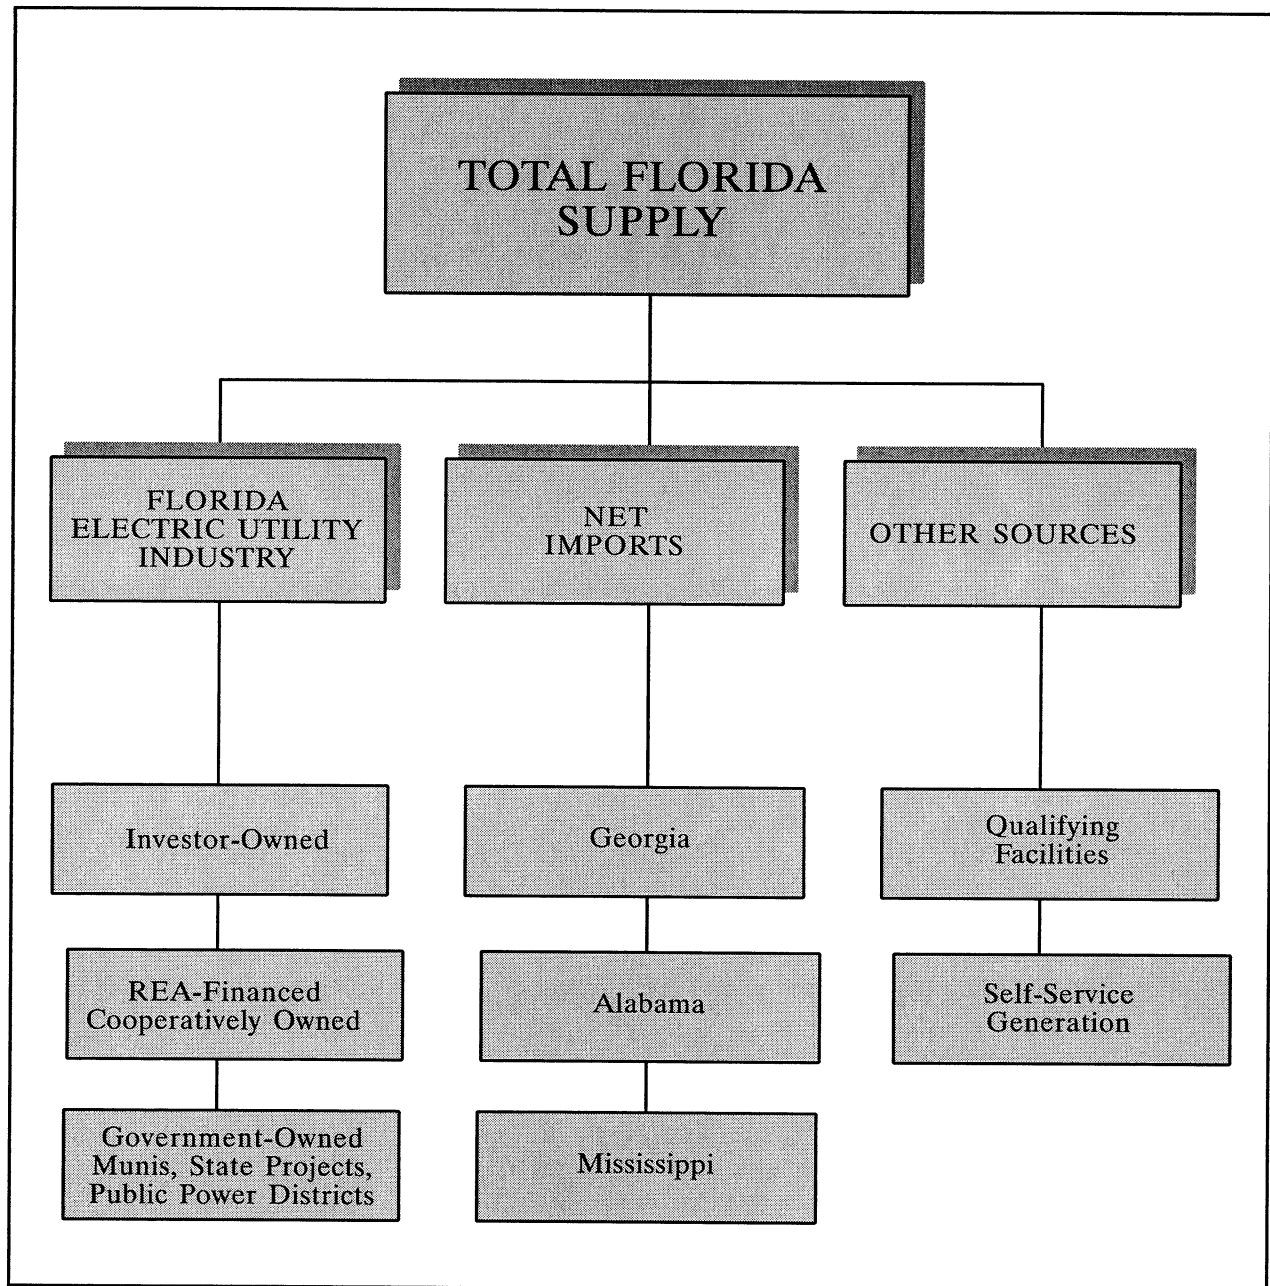 TOTAL FLORIDA
SUPPLY
FLORIDA
ELECTRIC UTILITY
INDUSTRY
NET
IMPORTS
OTHER SOURCES
Investor-Owned
Georgia
Qualifying
Facilities
REA-Financed
Cooperatively Owned
Alabama
Self-Service
Generation
Government-Owned
Munis, State Projects,
Public Power Districts
Mississippi